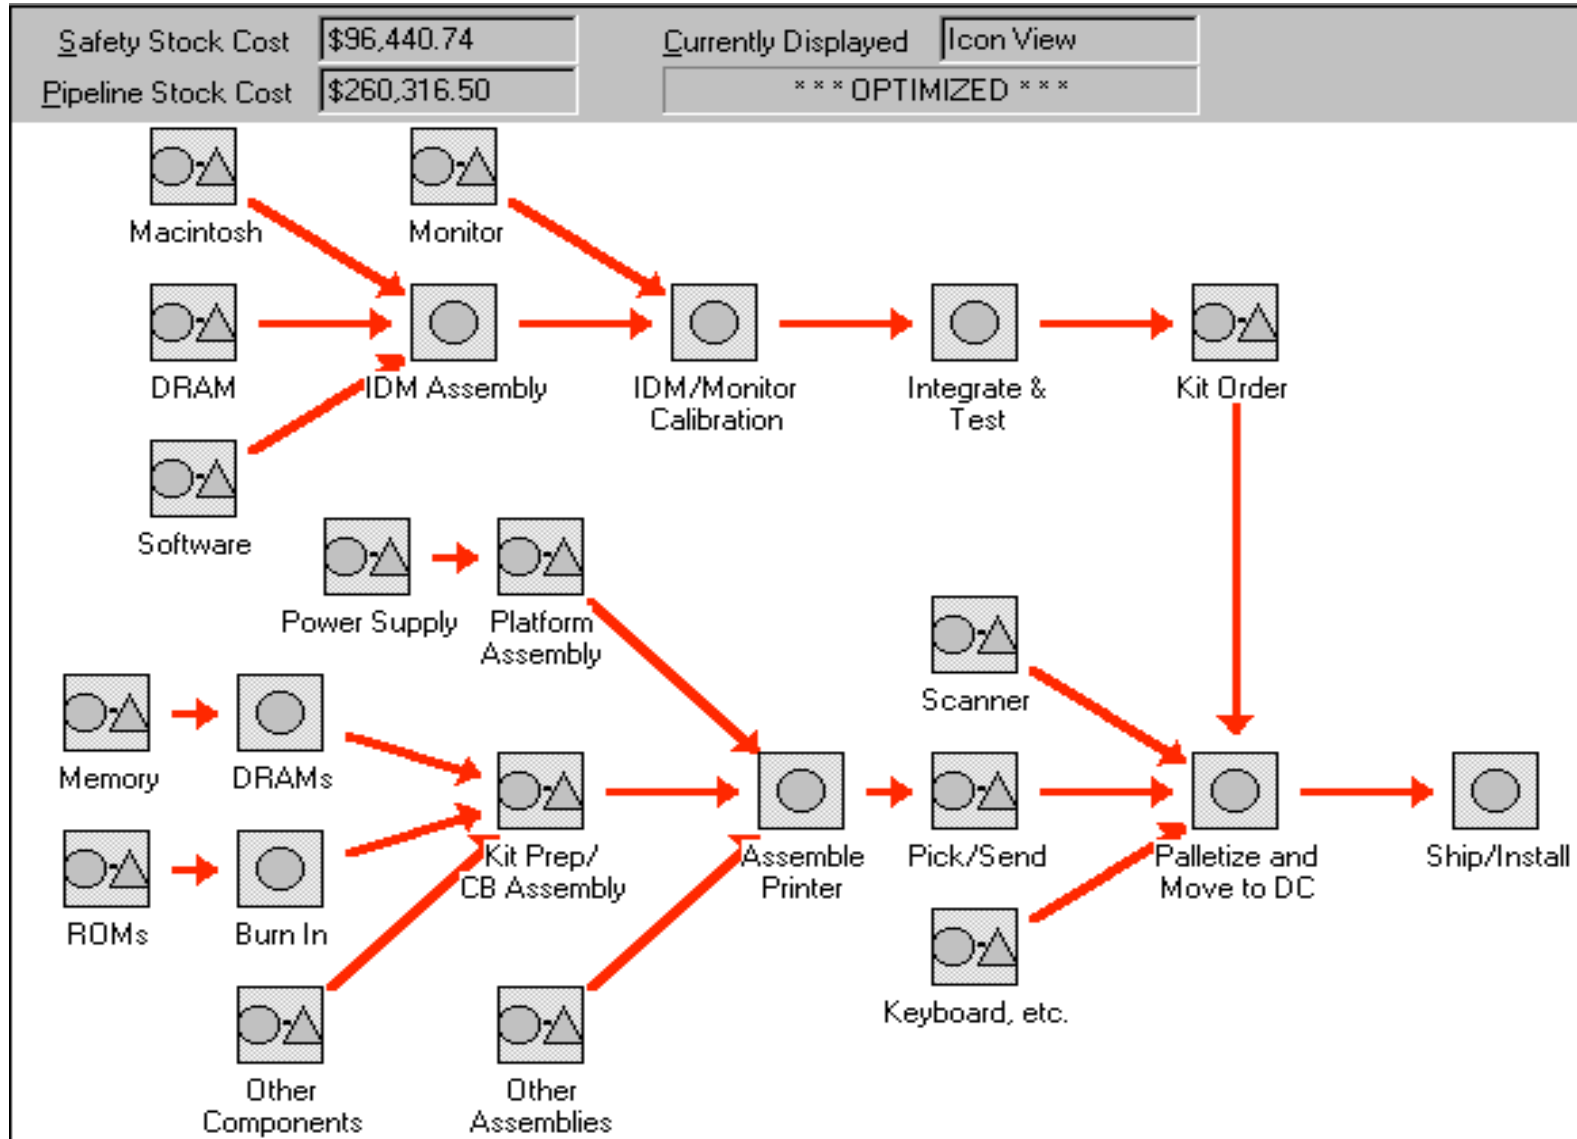 Safety Stock Cost $96,440.74 Currently Displayed Icon View
Pipeline Stock Cost $260,316.50 * * * OPTIMIZED * * *
Macintosh
Monitor
DRAM
IDM Assembly
IDM/Monitor
Calibration
Integrate &
Test
Kit Order
Software
Power Supply
Platform
Assembly
Scanner
Memory
DRAMs
Kit Prep/
CB Assembly
Assemble
Printer
Pick/Send
Palletize and
Move to DC
Ship/Install
ROMs
Burn In
Keyboard, etc.
Other
Components
Other
Assemblies